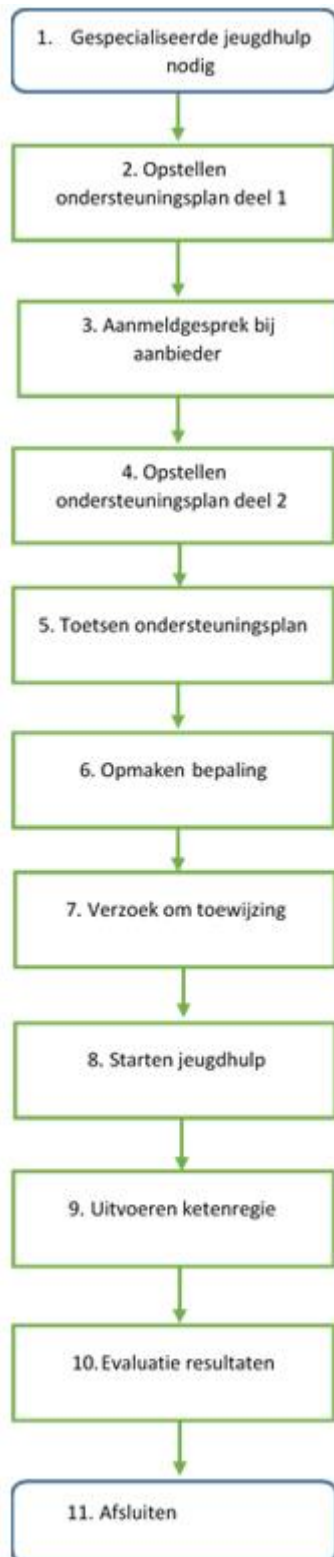 1. Gespecialiseerde jeugdhulp
nodig
2. Opstellen
ondersteuningsplan deel 1
3. Aanmeldgesprek bij
aanbieder
4. Opstellen
ondersteuningsplan deel 2
5. Toetsen ondersteuningsplan
6. Opmaken bepaling
7. Verzoek om toewijzing
8. Starten jeugdhulp
9. Uitvoeren ketenregie
10. Evaluatie resultaten
11. Afsluiten